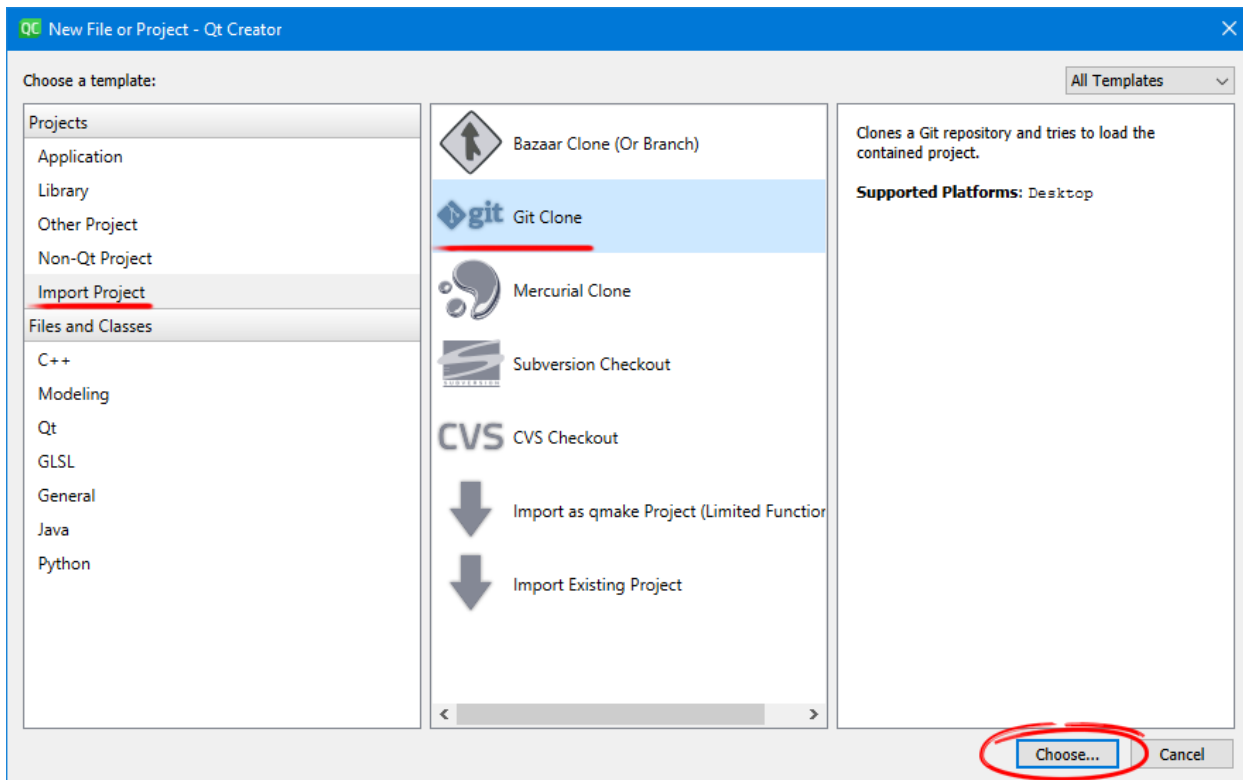 QC New File or Project - Qt Creator
Choose a template:
All Templates
Projects
Application
Library
Other Project
Non-Qt Project
Import Project
Files and Classes
C++
Modeling
Qt
GLSL
General
Java
Python
Bazaar Clone (Or Branch)
git Git Clone
Mercurial Clone
SUBVERSION Subversion Checkout
CVS CVS Checkout
Import as qmake Project (Limited Function
Import Existing Project
Clones a Git repository and tries to load the
contained project.
Supported Platforms: Desktop
Choose...
Cancel